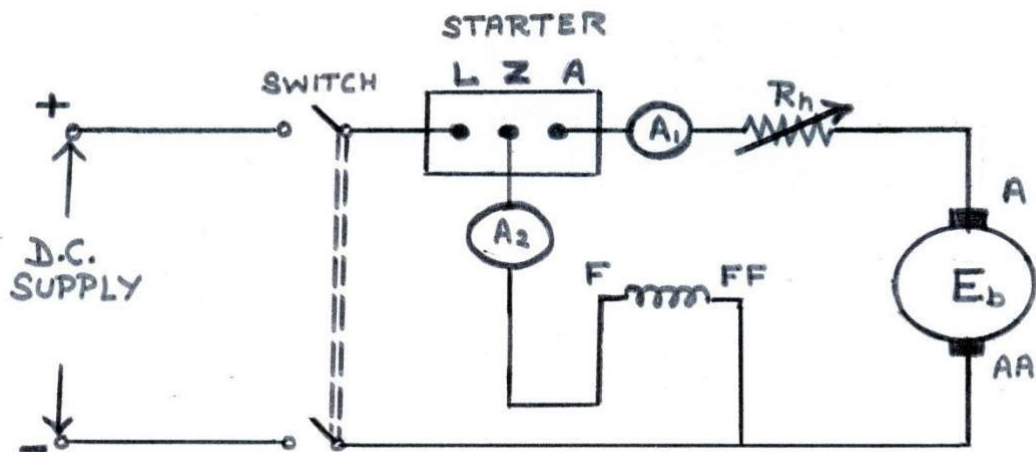 STARTER
SWITCH
L Z A
+
A1
Rh
A
A2
D.C.
SUPPLY
F
FF
Eb
AA
-